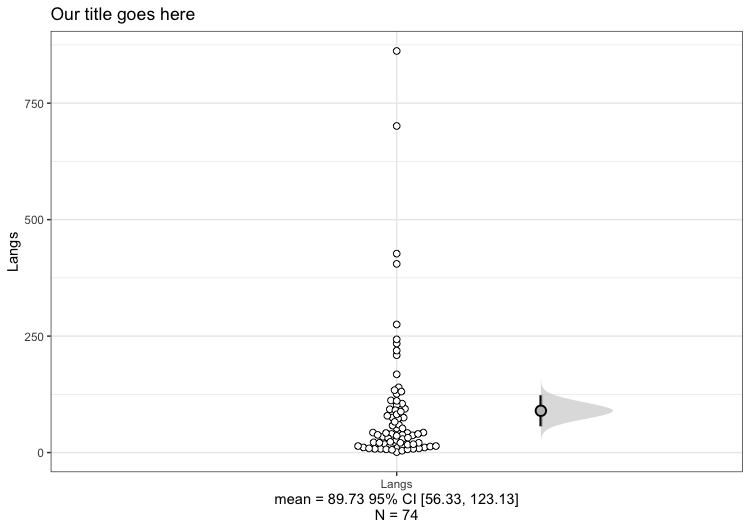 Our title goes here
750
500
250
0
Langs
Langs
mean = 89.73 95% CI [56.33, 123.13]
N = 74